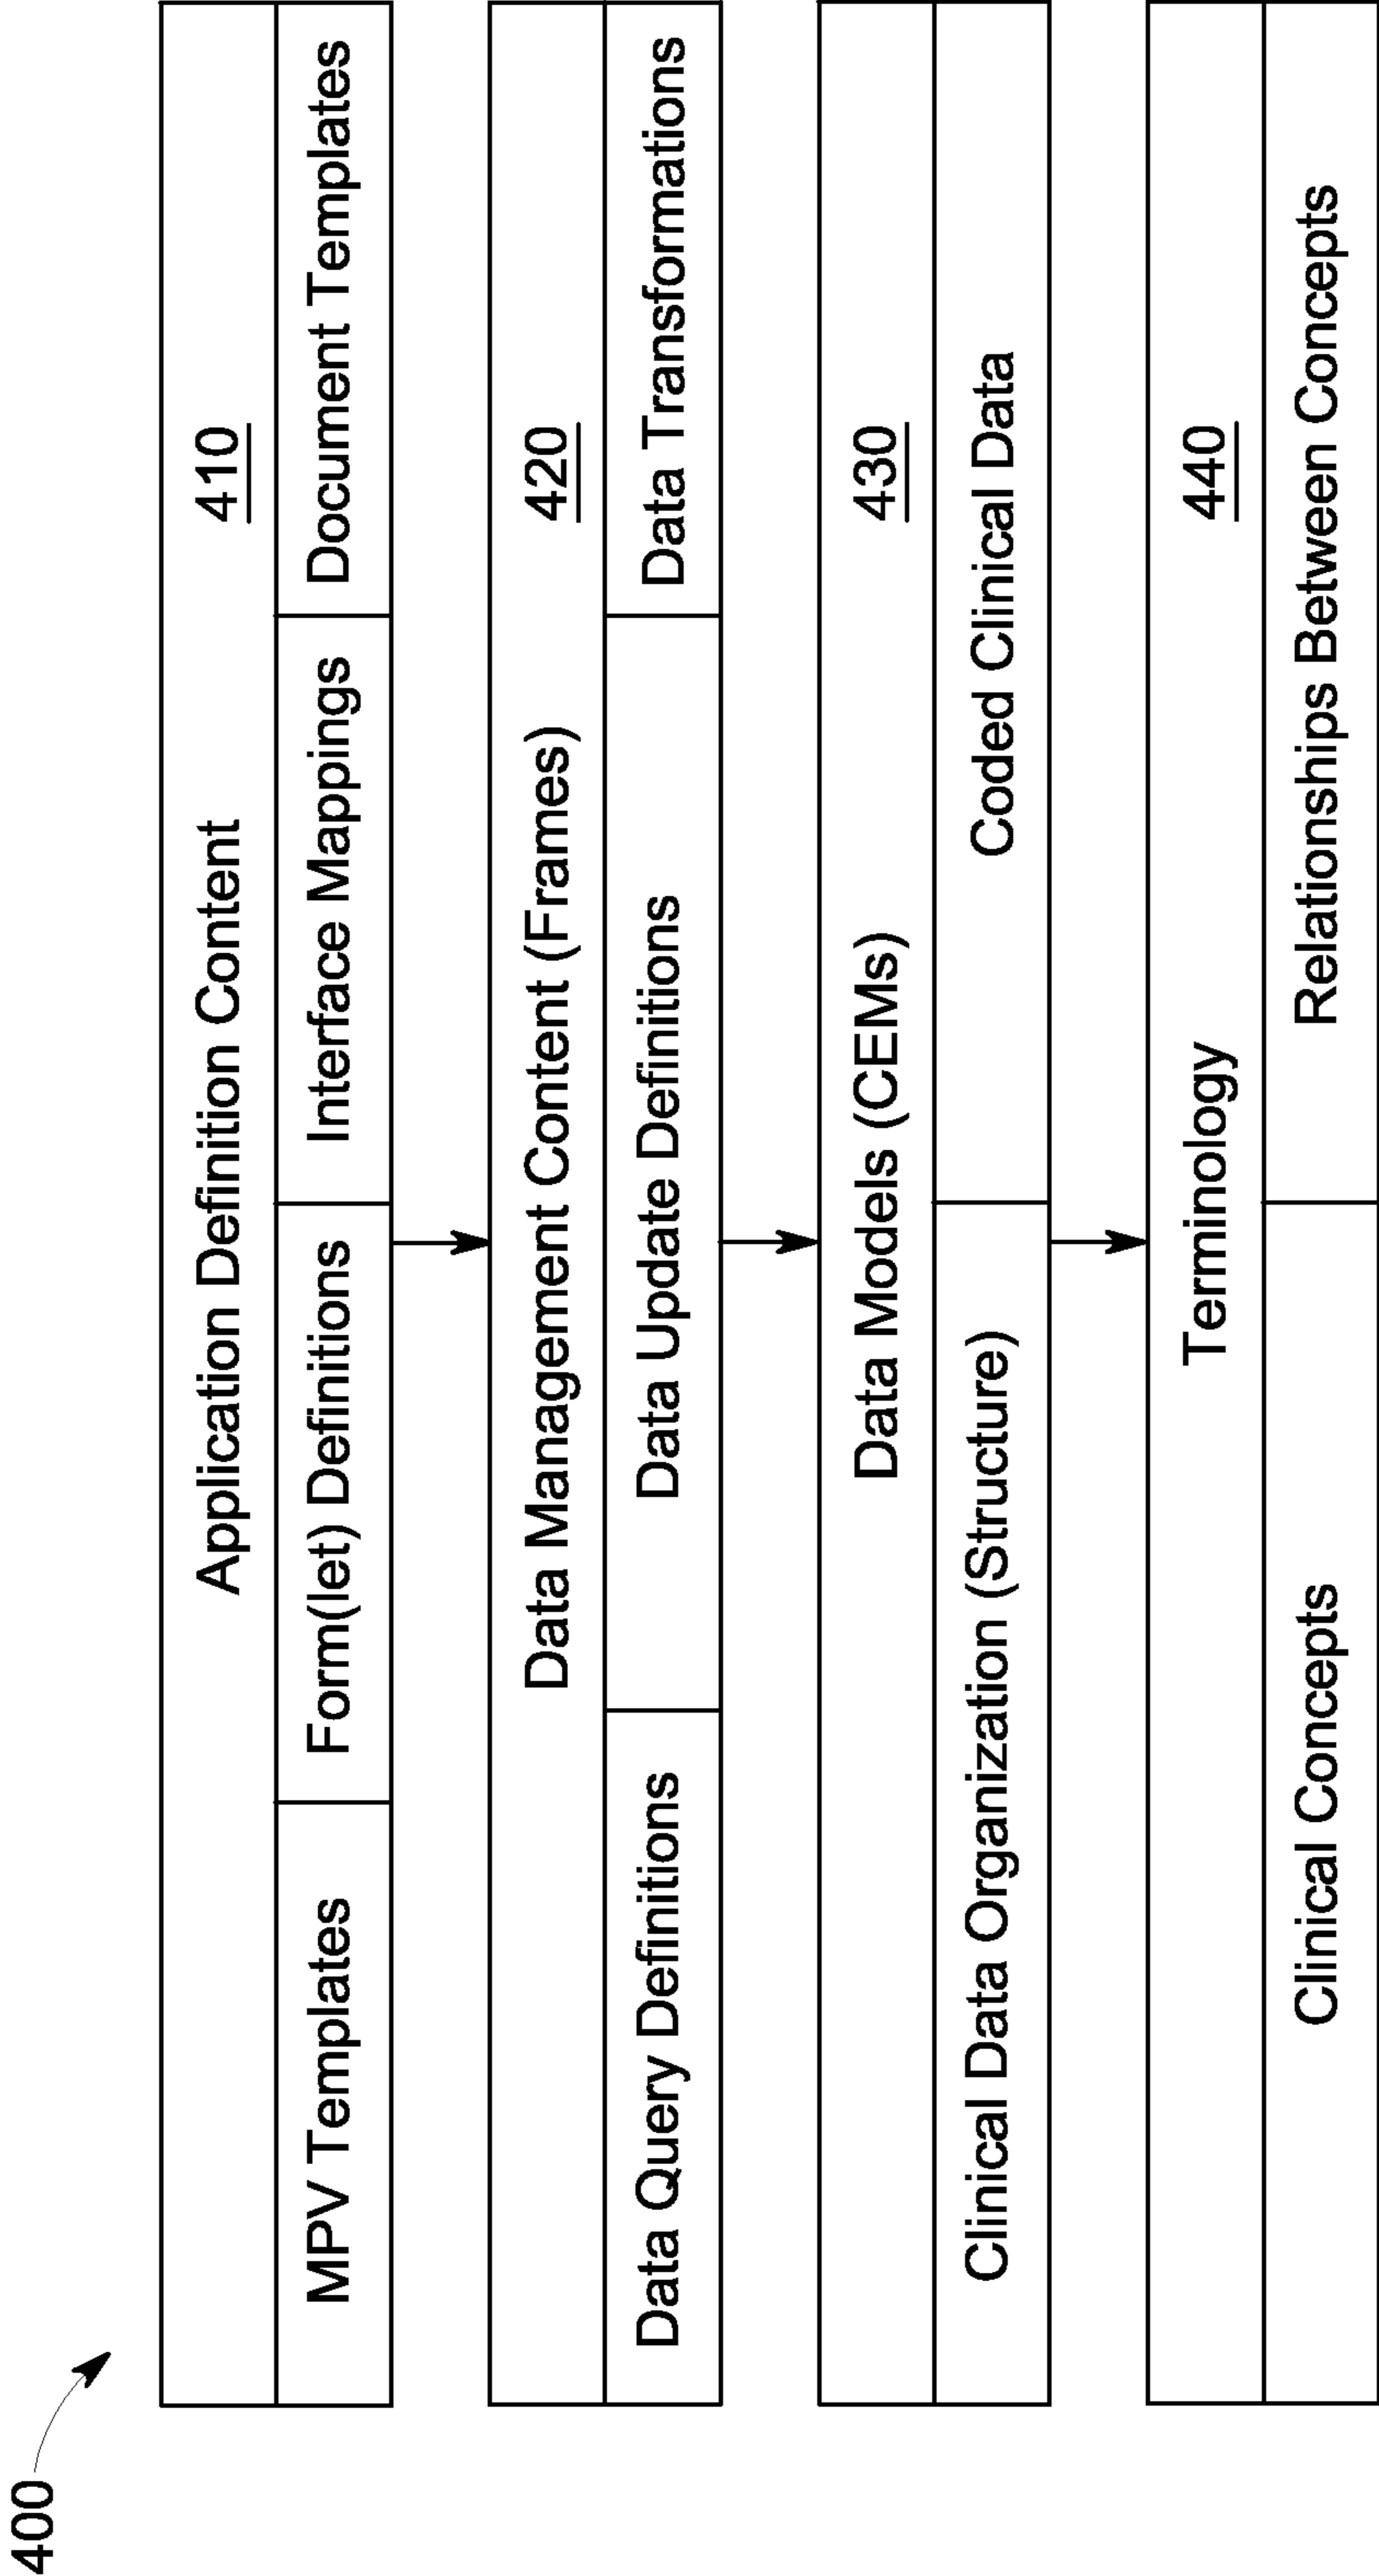 400
Application Definition Content 410
MPV Templates Form(let) Definitions Interface Mappings Document Templates
Data Management Content (Frames) 420
Data Query Definitions Data Update Definitions Data Transformations
Data Models (CEMs) 430
Clinical Data Organization (Structure) Coded Clinical Data
Terminology 440
Clinical Concepts Relationships Between Concepts